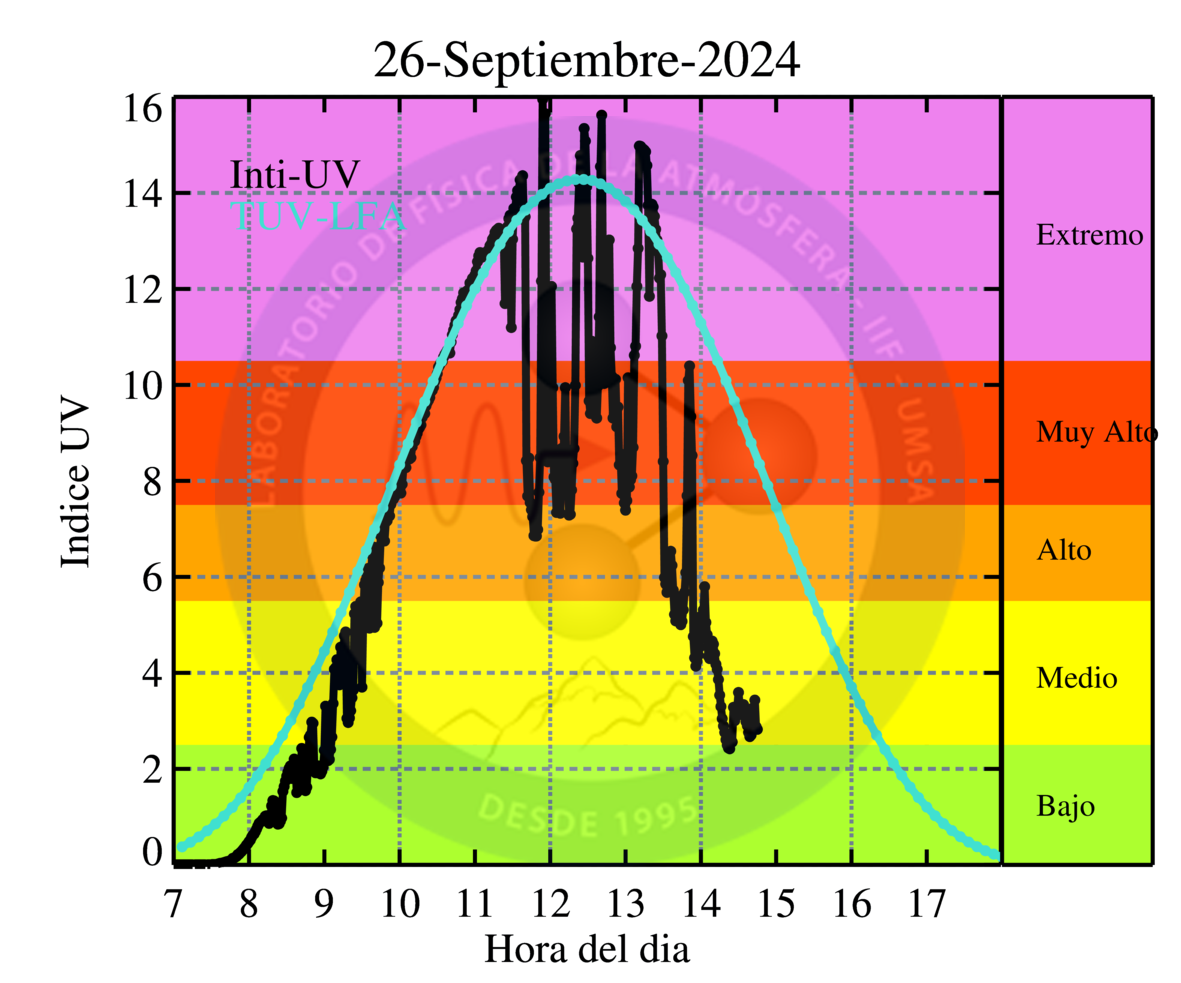 26-Septiembre-2024
Indice UV
16
14
12
10
8
6
4
2
0
Inti-UV
TUV-LFA
LABORATORIO DE FÍSICA DE LA ATMÓSFERA - IIF - UMSA
DESDE 1995
Extremo
Muy Alto
Alto
Medio
Bajo
7 8 9 10 11 12 13 14 15 16 17
Hora del dia